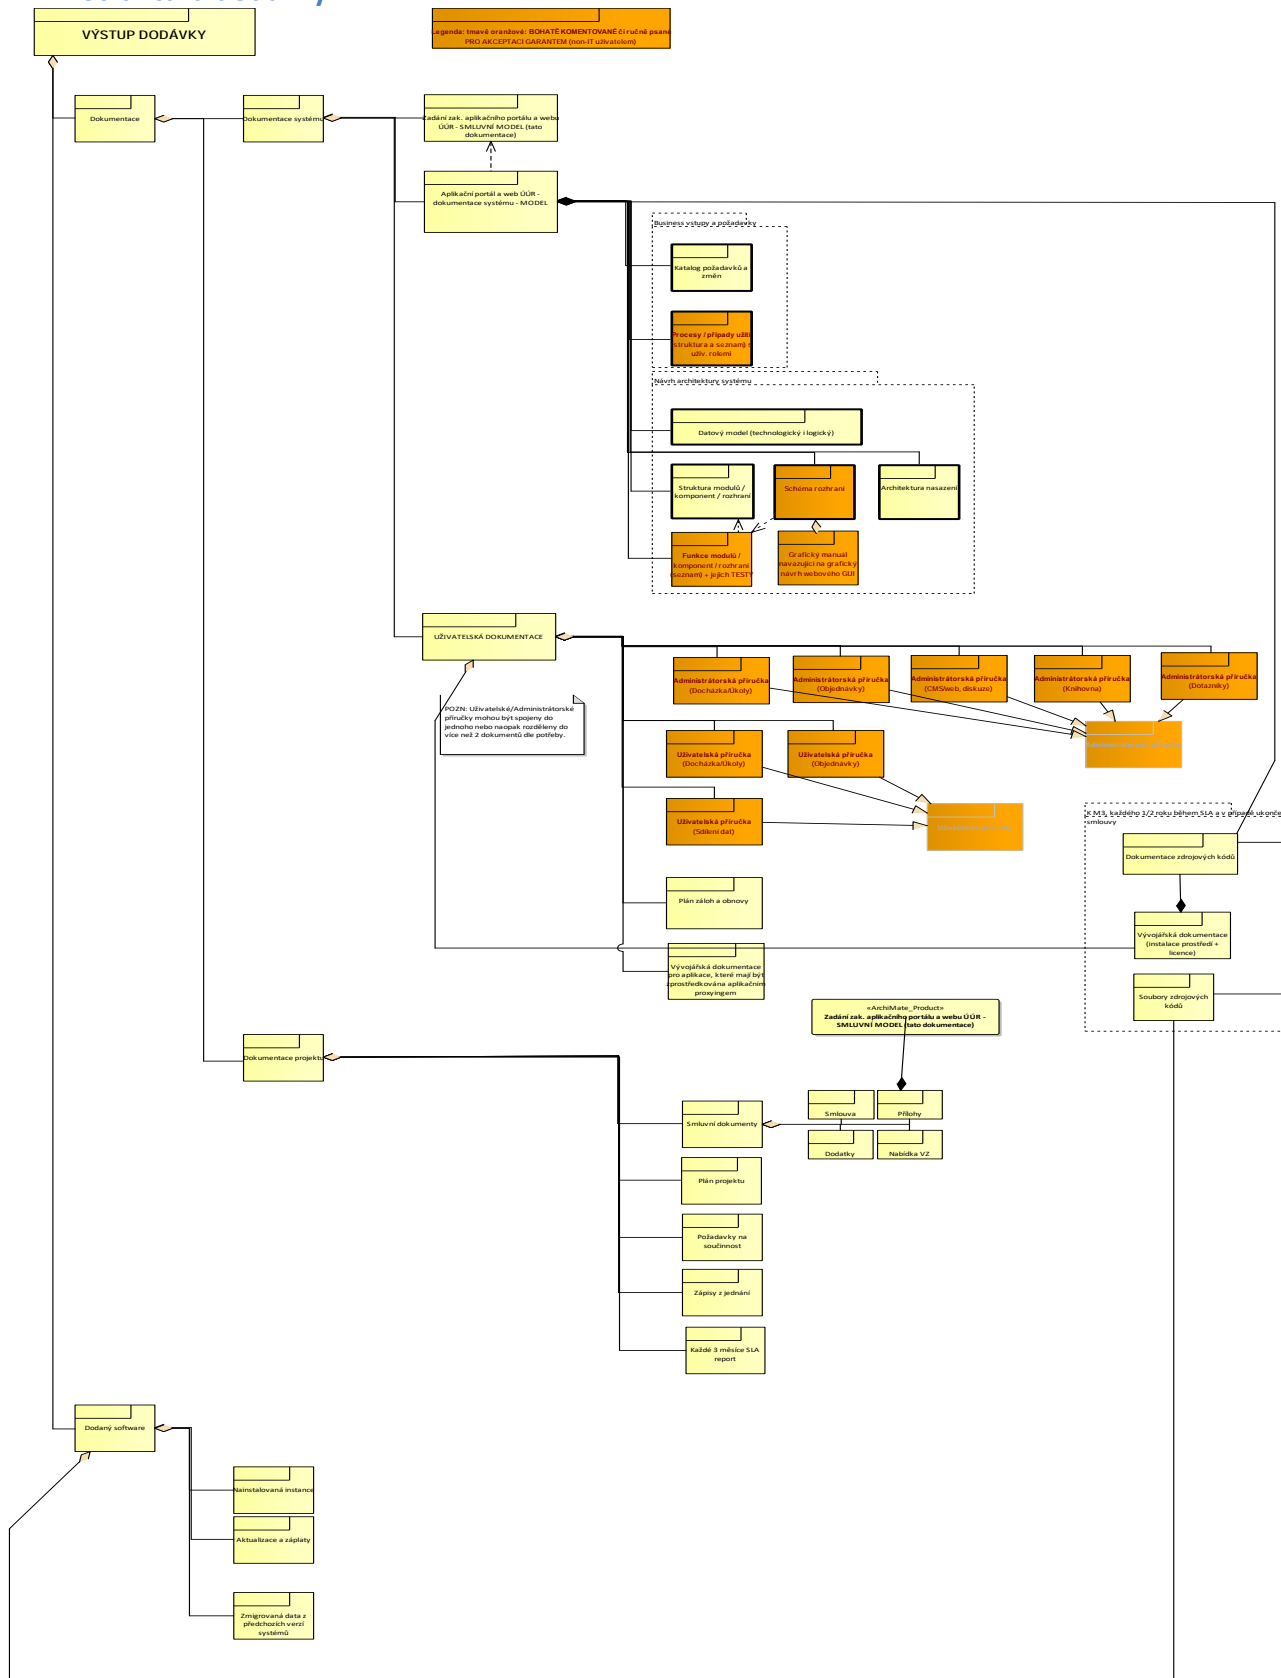 VÝSTUP DODÁVKY
Legenda: tmavě oranžové: BOHATĚ KOMENTOVANÉ či ručně psané
PRO AKCEPTACI GARANTEM (non-IT uživatelem)
Dokumentace
Dokumentace systému
Zadání zak. aplikačního portálu a webu
ÚÚR - SMLUVNÍ MODEL (tato
dokumentace)
Aplikační portál a web ÚÚR -
dokumentace systému - MODEL
Business vstupy a požadavky
Katalog požadavků a
změn
Procesy / případy užití
(struktura a seznam) s
uživ. rolemi
Návrh architektury systému
Datový model (technologický i logický)
Struktura modulů /
komponent / rozhraní
Schéma rozhraní
Architektura nasazení
Funkce modulů /
komponent / rozhraní
(seznam) + jejich TESTY
Grafický manuál
navazující na grafický
návrh webového GUI
UŽIVATELSKÁ DOKUMENTACE
Administrátorská příručka
(Docházka/Úkoly)
Administrátorská příručka
(Objednávky)
Administrátorská příručka
(CMS/web, diskuze)
Administrátorská příručka
(Knihovna)
Administrátorská příručka
(Dotazníky)
POZN: Uživatelské/Administrátorské
příručky mohou být spojeny do
jednoho nebo naopak rozděleny do
více než 2 dokumentů dle potřeby.
Uživatelská příručka
(Docházka/Úkoly)
Uživatelská příručka
(Objednávky)
Uživatelská příručka
(Sdílení dat)
K M3, každého 1/2 roku během SLA a v případě ukonče
smlouvy
Dokumentace zdrojových kódů
Plán záloh a obnovy
Vývojářská dokumentace
(instalace prostředí +
licence)
Vývojářská dokumentace
pro aplikace, které mají být
zprostředkována aplikačním
proxyingem
Soubory zdrojových
kódů
«ArchiMate_Product»
Zadání zak. aplikačního portálu a webu ÚÚR -
SMLUVNÍ MODEL (tato dokumentace)
Dokumentace projektu
Smluvní dokumenty
Smlouva
Přílohy
Dodatky
Nabídka VZ
Plán projektu
Požadavky na
součinnost
Zápisy z jednání
Každé 3 měsíce SLA
report
Dodaný software
Nainstalovaná instance
Aktualizace a záplaty
Zmigrovaná data z
předchozích verzí
systémů